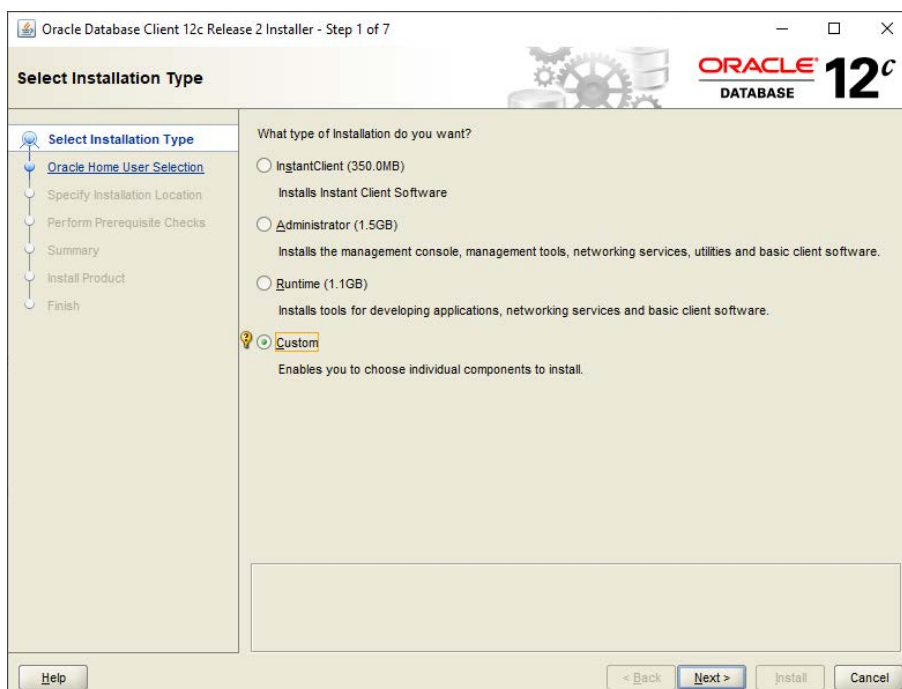 Oracle Database Client 12c Release 2 Installer - Step 1 of 7
Select Installation Type
ORACLE
DATABASE
12c
Select Installation Type
Oracle Home User Selection
Specify Installation Location
Perform Prerequisite Checks
Summary
Install Product
Finish
What type of Installation do you want?
InstantClient (350.0MB)
Installs Instant Client Software
Administrator (1.5GB)
Installs the management console, management tools, networking services, utilities and basic client software.
Runtime (1.1GB)
Installs tools for developing applications, networking services and basic client software.
Custom
Enables you to choose individual components to install.
Help
< Back
Next >
Install
Cancel